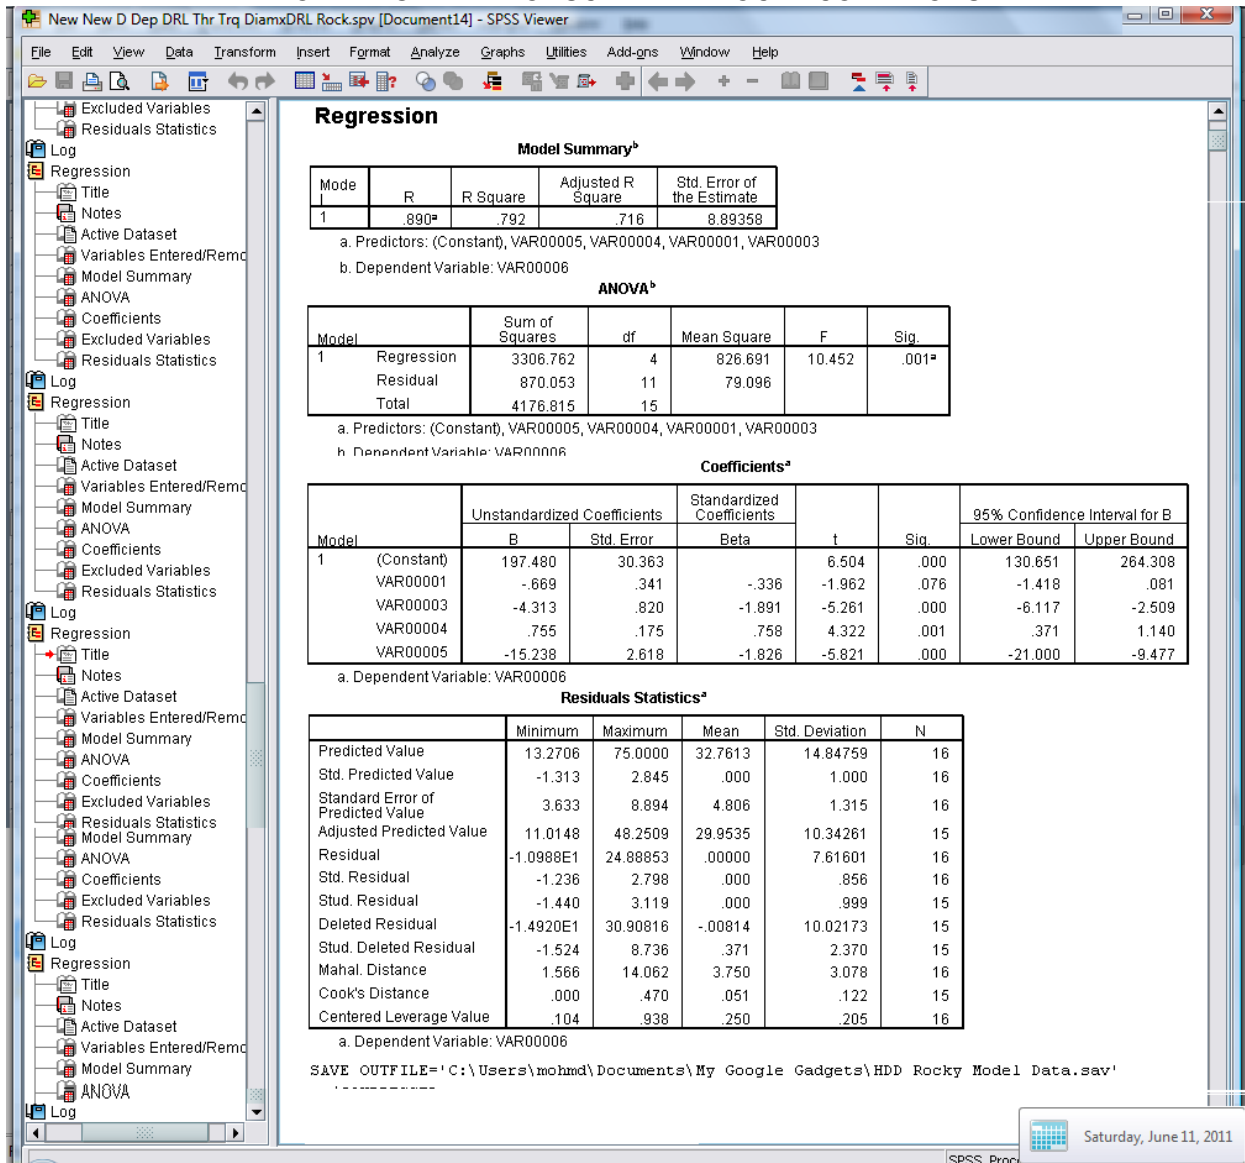 New New D Dep DRL Thr Trq DiamxDRL Rock.spv [Document14] - SPSS Viewer
File Edit View Data Transform Insert Format Analyze Graphs Utilities Add-ons Window Help
Excluded Variables
Residuals Statistics
Log
Regression
Title
Notes
Active Dataset
Variables Entered/Remo
Model Summary
ANOVA
Coefficients
Excluded Variables
Residuals Statistics
Log
Regression
Title
Notes
Active Dataset
Variables Entered/Remo
Model Summary
ANOVA
Coefficients
Excluded Variables
Residuals Statistics
Log
Regression
Title
Notes
Active Dataset
Variables Entered/Remo
Model Summary
ANOVA
Coefficients
Excluded Variables
Residuals Statistics
Model Summary
ANOVA
Coefficients
Excluded Variables
Residuals Statistics
Log
Regression
Title
Notes
Active Dataset
Variables Entered/Remo
Model Summary
ANOVA
Log
Regression
Model Summaryb
Mode l R R Square Adjusted R Square Std. Error of the Estimate
1 .890a .792 .716 8.89358
a. Predictors: (Constant), VAR00005, VAR00004, VAR00001, VAR00003
b. Dependent Variable: VAR00006
ANOVAb
Model Sum of Squares df Mean Square F Sig.
1 Regression 3306.762 4 826.691 10.452 .001a
Residual 870.053 11 79.096
Total 4176.815 15
a. Predictors: (Constant), VAR00005, VAR00004, VAR00001, VAR00003
b. Dependent Variable: VAR00006
Coefficientsa
Unstandardized Coefficients Standardized Coefficients 95% Confidence Interval for B
Model B Std. Error Beta t Sig. Lower Bound Upper Bound
1 (Constant) 197.480 30.363 6.504 .000 130.651 264.308
VAR00001 -.669 .341 -.336 -1.962 .076 -1.418 .081
VAR00003 -4.313 .820 -1.891 -5.261 .000 -6.117 -2.509
VAR00004 .755 .175 .758 4.322 .001 .371 1.140
VAR00005 -15.238 2.618 -1.826 -5.821 .000 -21.000 -9.477
a. Dependent Variable: VAR00006
Residuals Statisticsa
Minimum Maximum Mean Std. Deviation N
Predicted Value 13.2706 75.0000 32.7613 14.84759 16
Std. Predicted Value -1.313 2.845 .000 1.000 16
Standard Error of Predicted Value 3.633 8.894 4.806 1.315 16
Adjusted Predicted Value 11.0148 48.2509 29.9535 10.34261 15
Residual -1.0988E1 24.88853 .00000 7.61601 16
Std. Residual -1.236 2.798 .000 .856 16
Stud. Residual -1.440 3.119 .000 .999 15
Deleted Residual -1.4920E1 30.90816 -.00814 10.02173 15
Stud. Deleted Residual -1.524 8.736 .371 2.370 15
Mahal. Distance 1.566 14.062 3.750 3.078 16
Cook's Distance .000 .470 .051 .122 15
Centered Leverage Value .104 .938 .250 .205 16
a. Dependent Variable: VAR00006
SAVE OUTFILE='C:\Users\mohmd\Documents\My Google Gadgets\HDD Rocky Model Data.sav'
Saturday, June 11, 2011
SPSS Proc